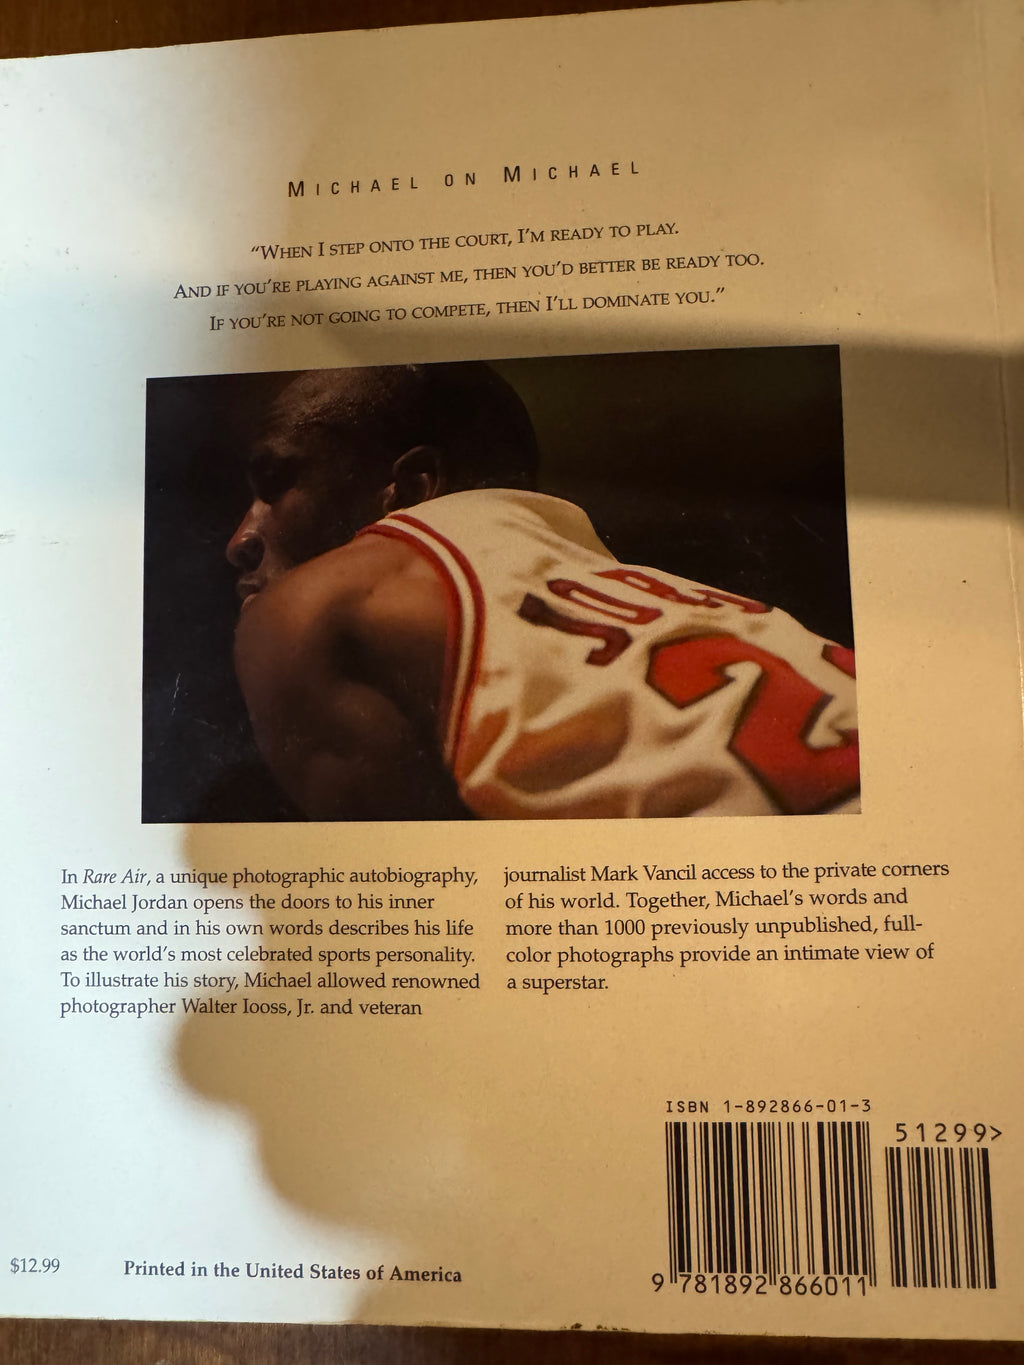 MICHAEL ON MICHAEL
"WHEN I STEP ONTO THE COURT, I'M READY TO PLAY.
AND IF YOU'RE PLAYING AGAINST ME, THEN YOU'D BETTER BE READY TOO.
IF YOU'RE NOT GOING TO COMPETE, THEN I'LL DOMINATE YOU."
In Rare Air, a unique photographic autobiography,
Michael Jordan opens the doors to his inner
sanctum and in his own words describes his life
as the world's most celebrated sports personality.
To illustrate his story, Michael allowed renowned
photographer Walter Iooss, Jr. and veteran
journalist Mark Vancil access to the private corners
of his world. Together, Michael's words and
more than 1000 previously unpublished, full-
color photographs provide an intimate view of
a superstar.
ISBN 1-892866-01-3
51299>
9 781892 866011
$12.99
Printed in the United States of America